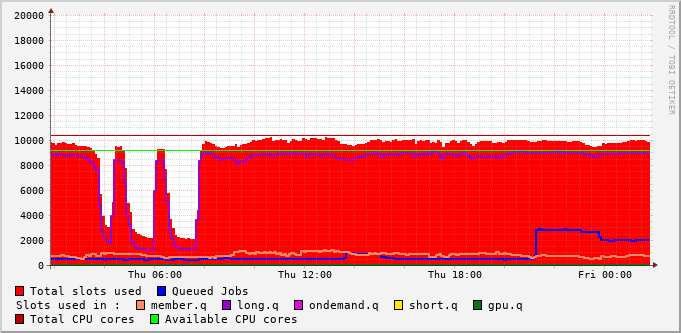 20000
18000
16000
14000
12000
10000
8000
6000
4000
2000
0
Thu 06:00 Thu 12:00 Thu 18:00 Fri 00:00
RRDTOOL / TOBI OETIKER
Total slots used Queued Jobs
Slots used in : member.q long.q ondemand.q short.q gpu.q
Total CPU cores Available CPU cores